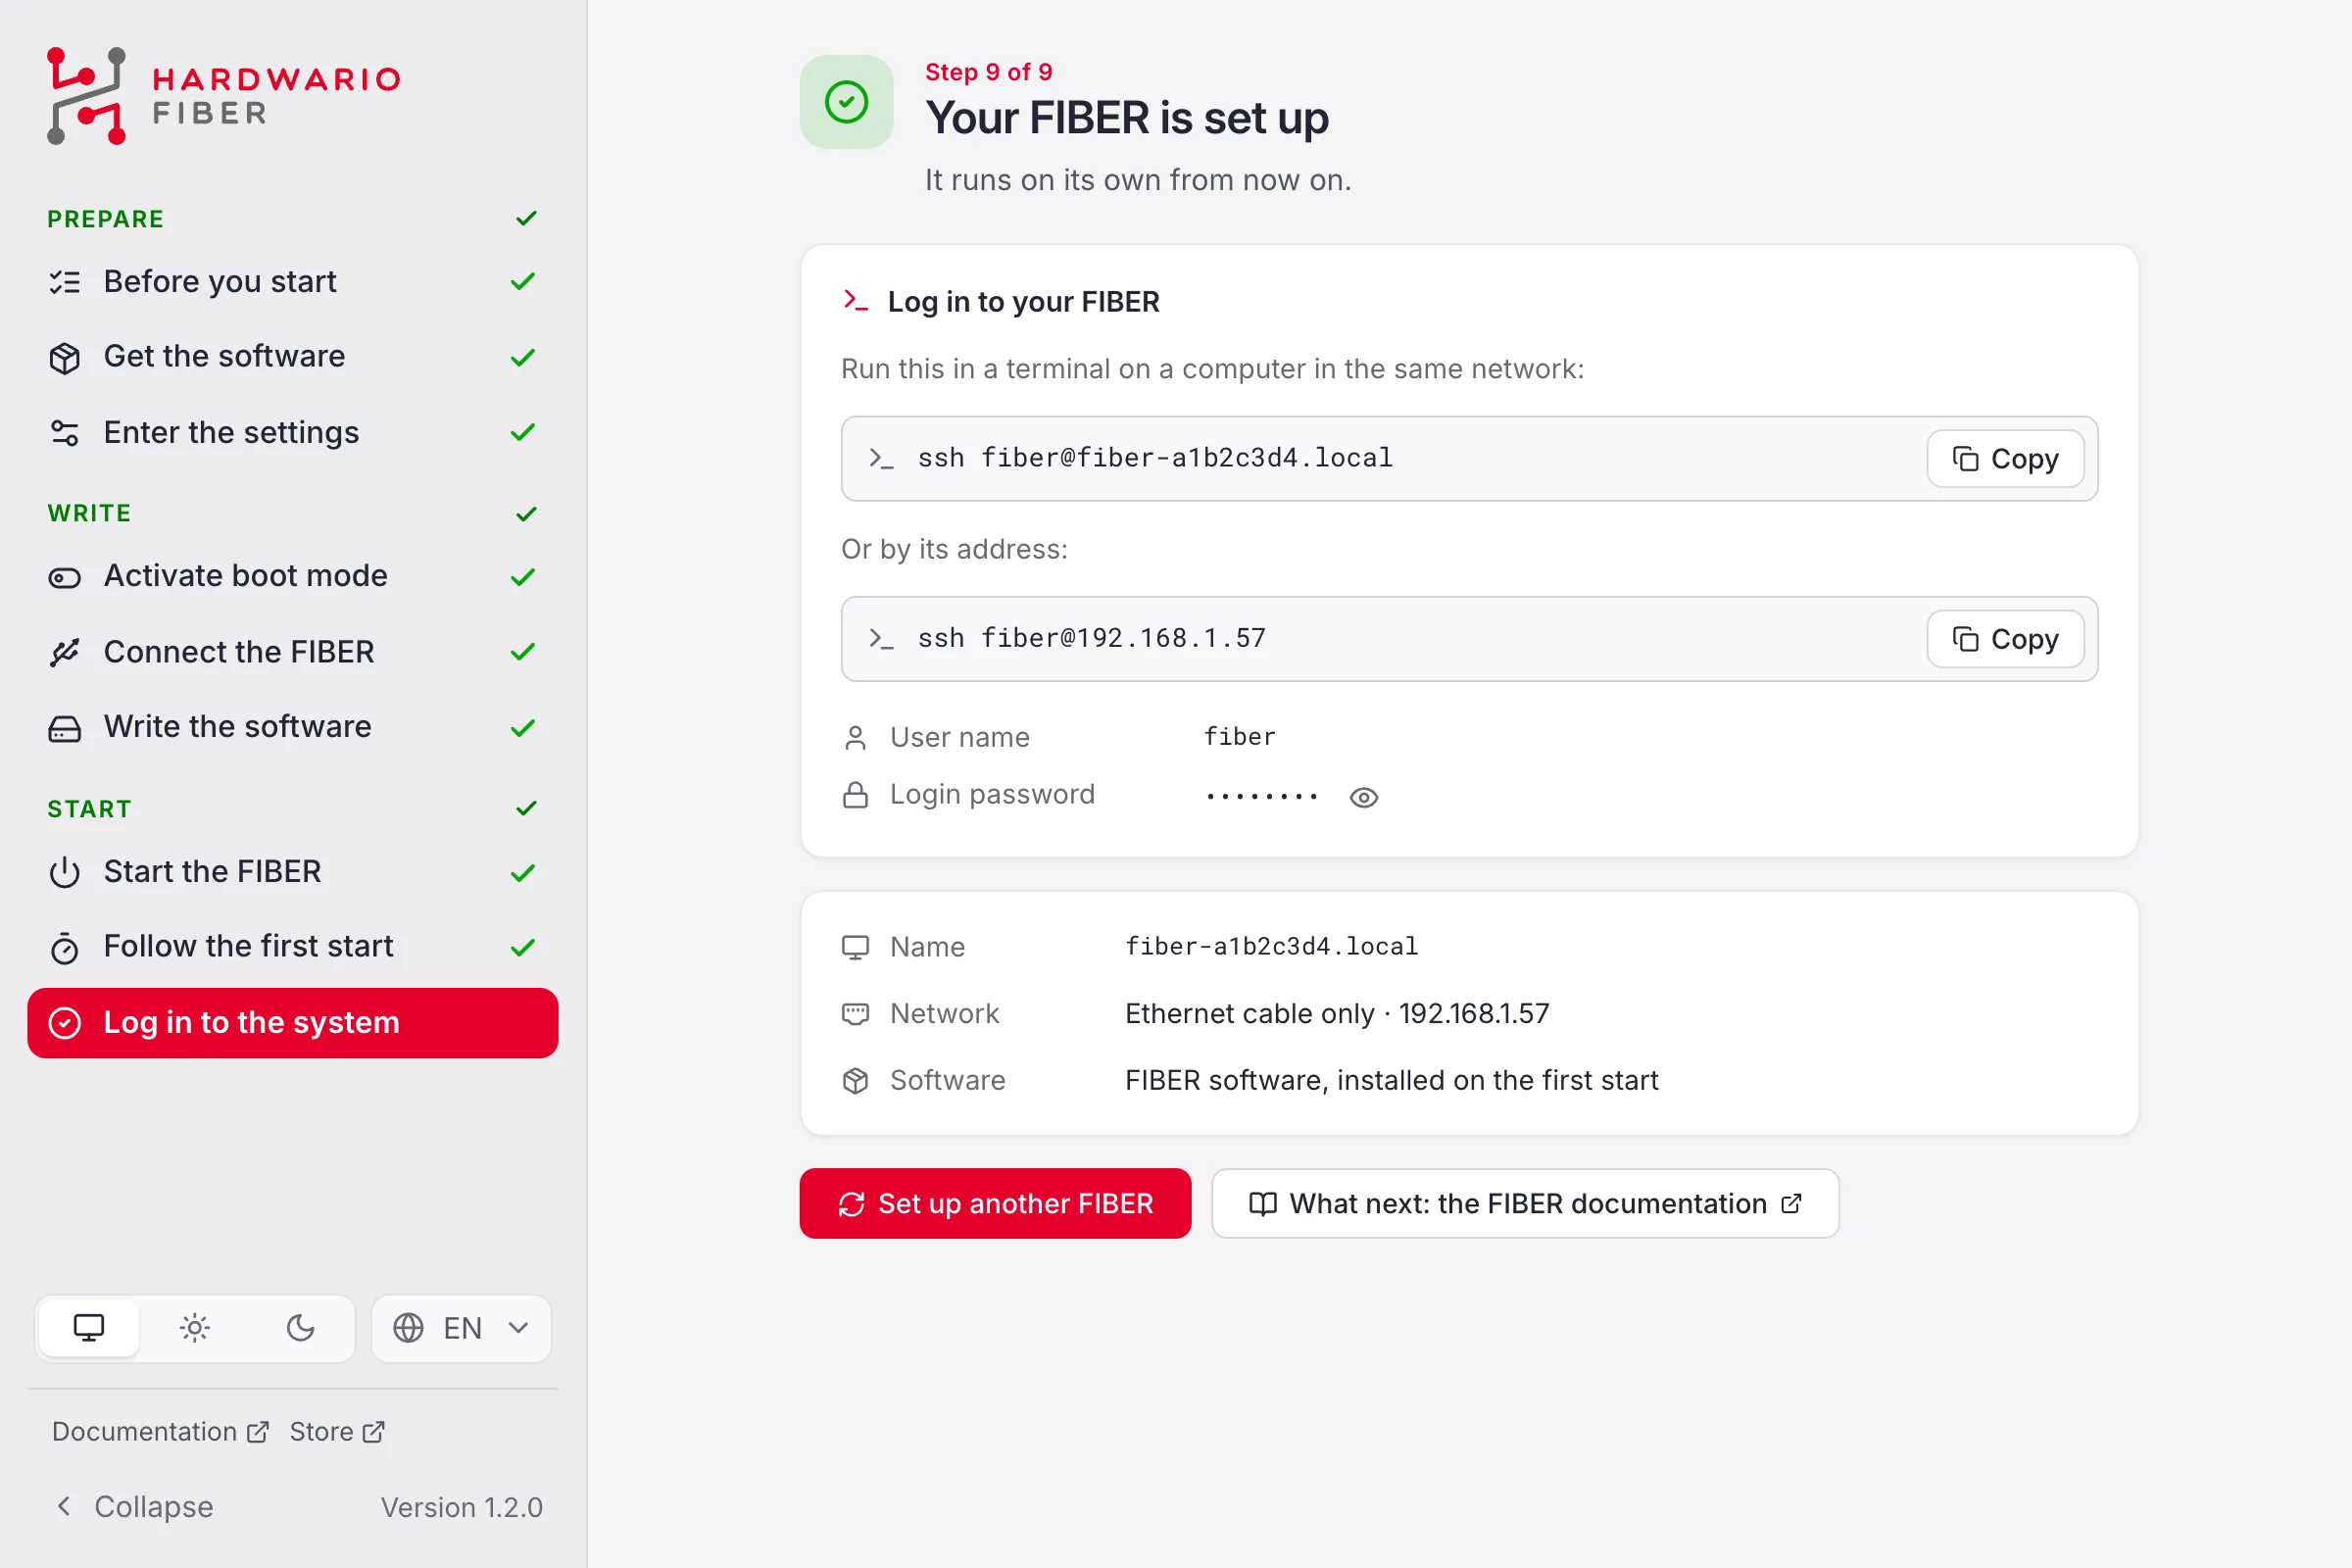 HARDWARIO
FIBER
PREPARE
Before you start
Get the software
Enter the settings
WRITE
Activate boot mode
Connect the FIBER
Write the software
START
Start the FIBER
Follow the first start
Log in to the system
EN
Documentation
Store
Collapse
Version 1.2.0
Step 9 of 9
Your FIBER is set up
It runs on its own from now on.
Log in to your FIBER
Run this in a terminal on a computer in the same network:
ssh fiber@fiber-a1b2c3d4.local
Copy
Or by its address:
ssh fiber@192.168.1.57
Copy
User name fiber
Login password ••••••••
Name fiber-a1b2c3d4.local
Network Ethernet cable only · 192.168.1.57
Software FIBER software, installed on the first start
Set up another FIBER
What next: the FIBER documentation